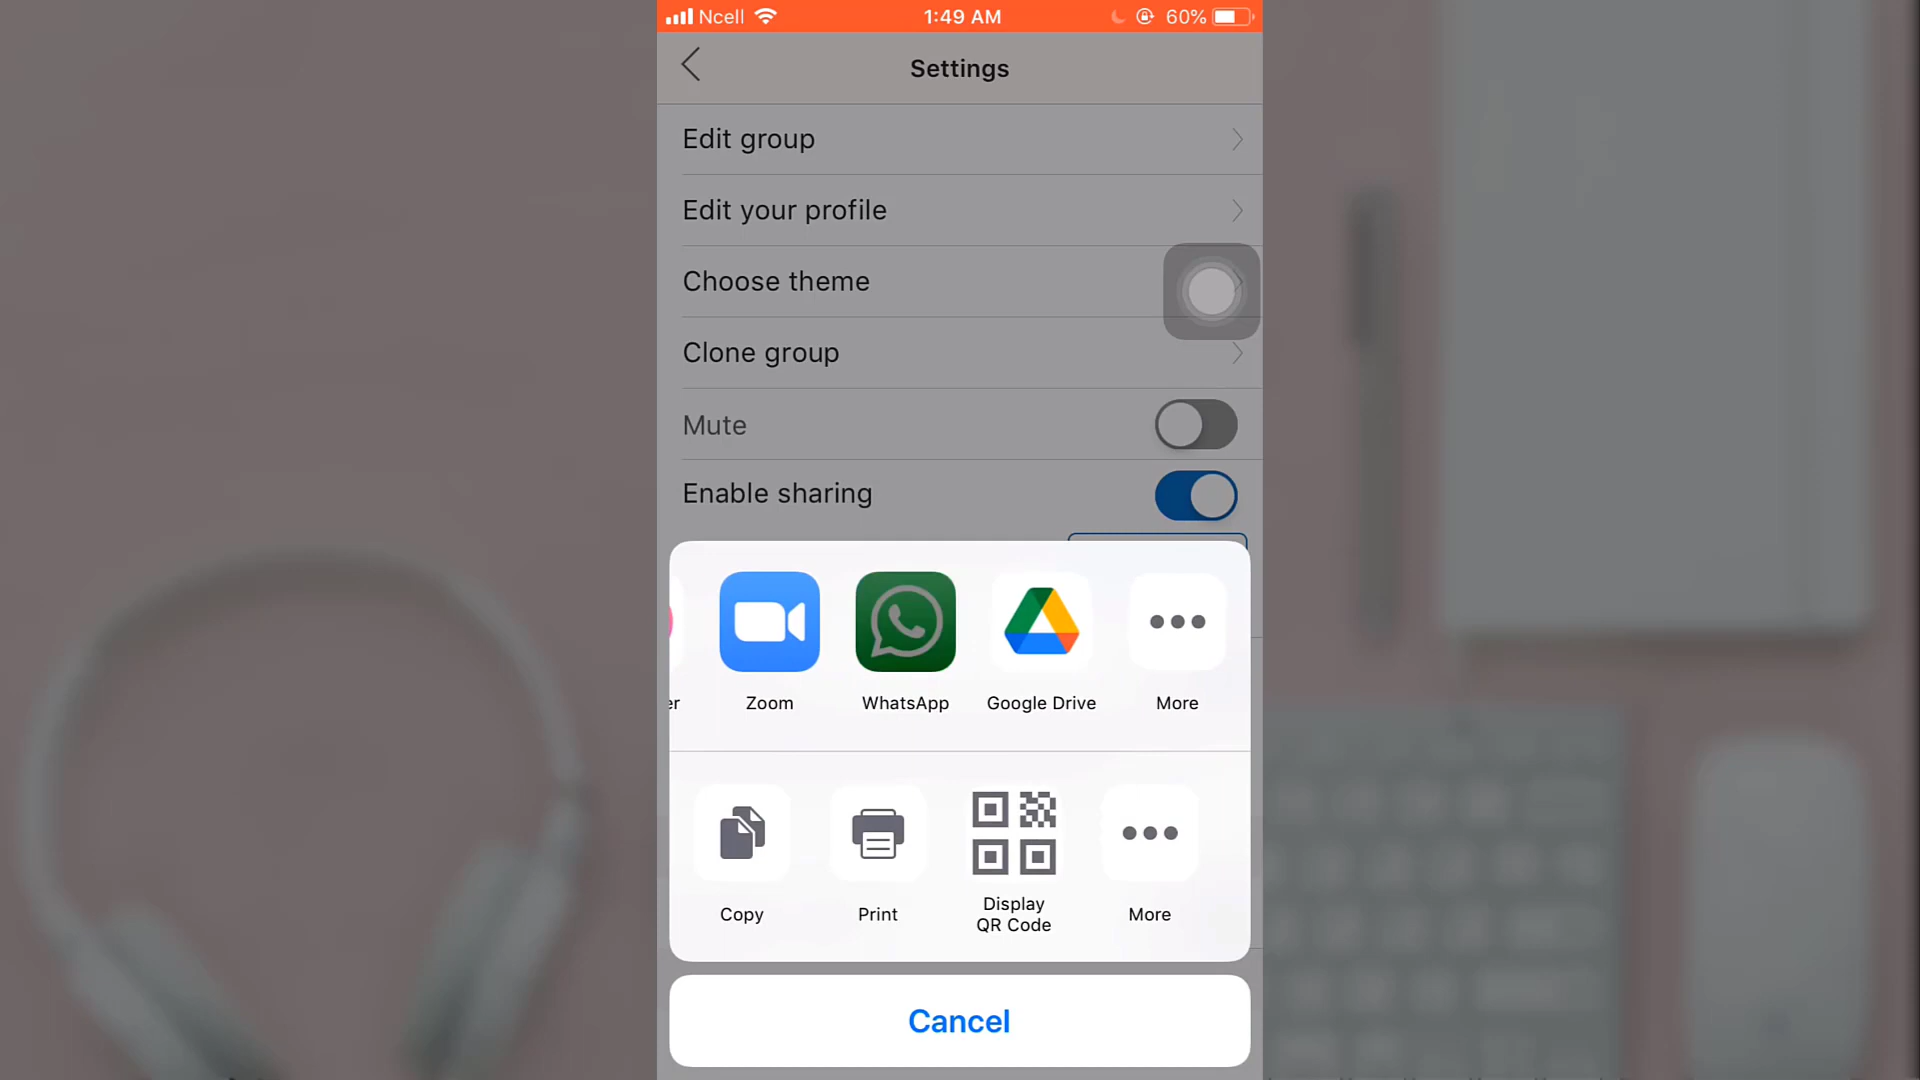 Ncell 1:49 AM 60%
Settings
Edit group
Edit your profile
Choose theme
Clone group
Mute
Enable sharing
er Zoom WhatsApp Google Drive More
Copy Print Display
QR Code More
Cancel